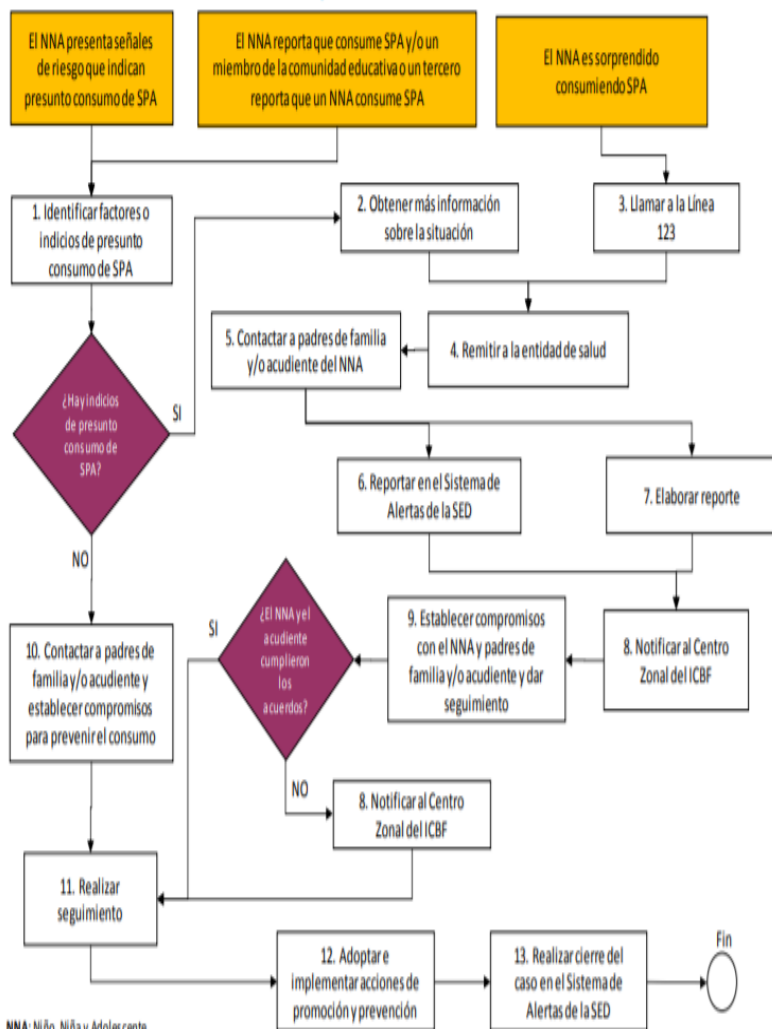 El NNA presenta señales
de riesgo que indican
presunto consumo de SPA
El NNA reporta que consume SPA y/o un
miembro de la comunidad educativa o un tercero
reporta que un NNA consume SPA
El NNA es sorprendido
consumiendo SPA
1. Identificar factores o
indicios de presunto
consumo de SPA
2. Obtener más información
sobre la situación
3. Llamar a la Línea
123
5. Contactar a padres de familia
y/o acudiente del NNA
4. Remitir a la entidad de salud
¿Hay indicios
de presunto
consumo de
SPA?
SI
6. Reportar en el Sistema de
Alertas de la SED
7. Elaborar reporte
NO
10. Contactar a padres de
familia y/o acudiente y
establecer compromisos
para prevenir el consumo
SI
¿El NNA y el
acudiente
cumplieron
los
acuerdos?
9. Establecer compromisos
con el NNA y padres de
familia y/o acudiente y dar
seguimiento
8. Notificar al Centro
Zonal del ICBF
NO
8. Notificar al Centro
Zonal del ICBF
11. Realizar
seguimiento
12. Adoptar e
implementar acciones de
promoción y prevención
13. Realizar cierre del
caso en el Sistema de
Alertas de la SED
Fin
NNA: Niño, Niña y Adolescente